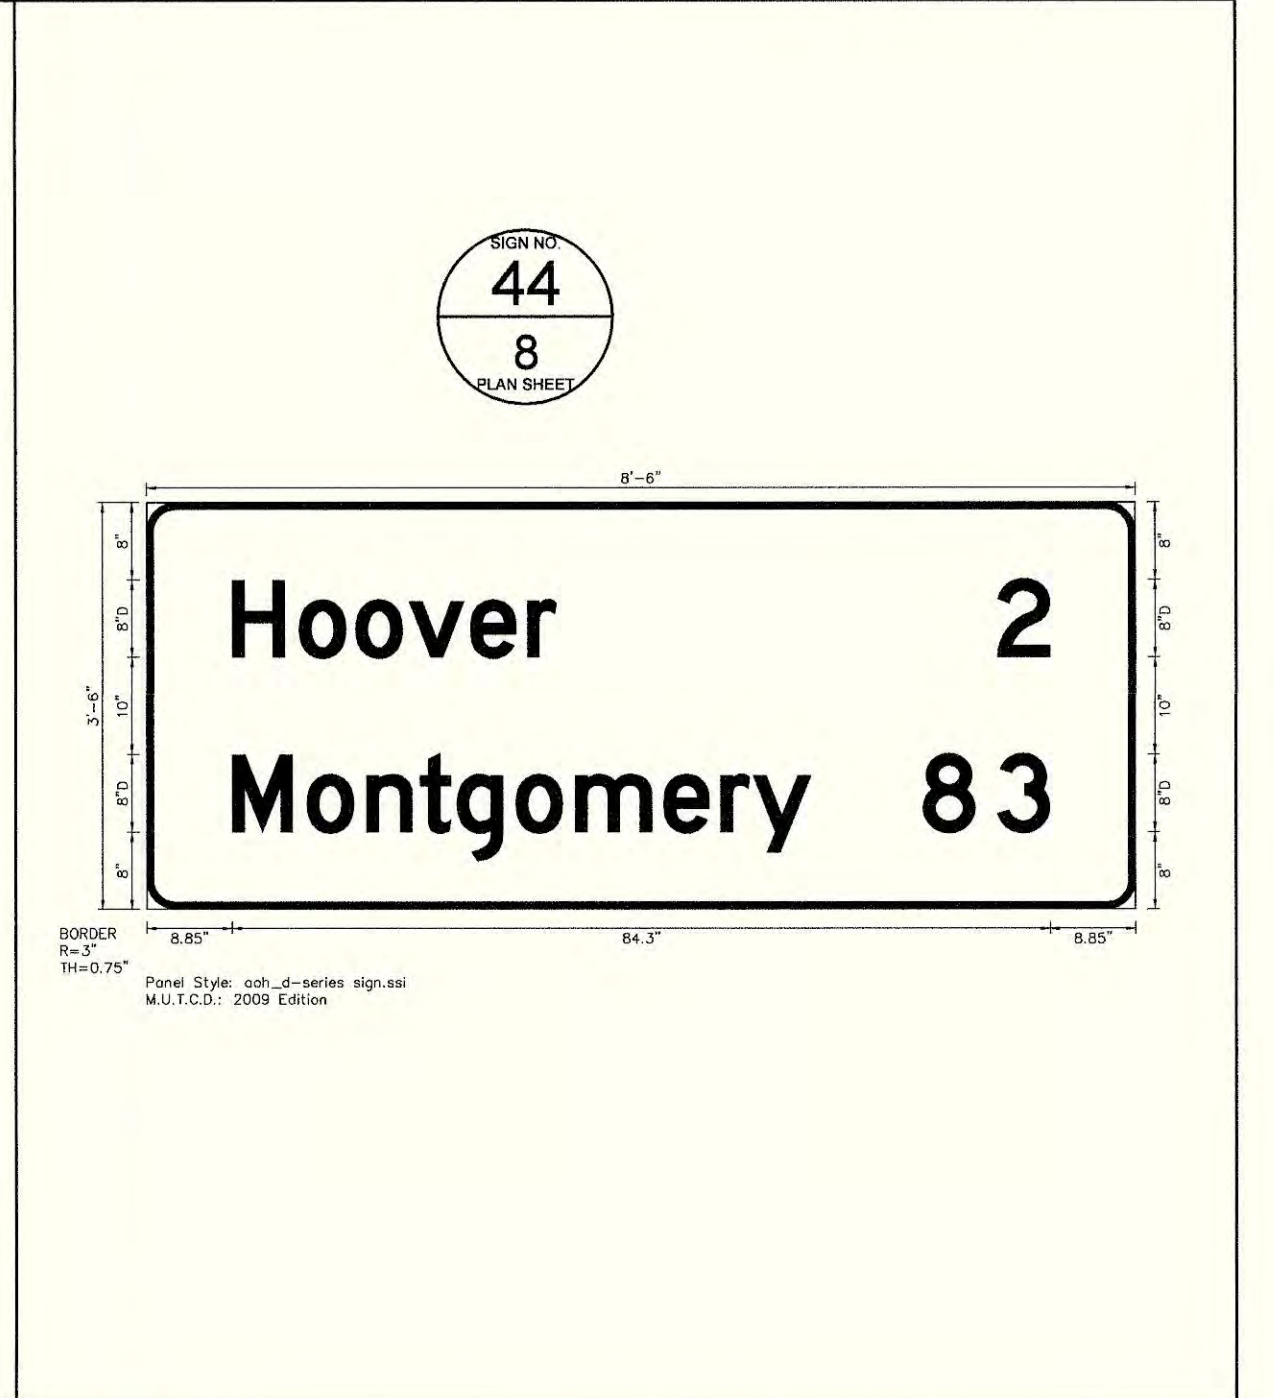 SIGN NO.
44
8
PLAN SHEET
8'-6"
3'-6"
8"
8"D
10"
8"D
8"
Hoover 2
Montgomery 83
8"
8"D
10"
8"D
8"
8.85" 84.3" 8.85"
BORDER
R=3"
TH=0.75"
Panel Style: aah_d-series sign.ssi
M.U.T.C.D.: 2009 Edition